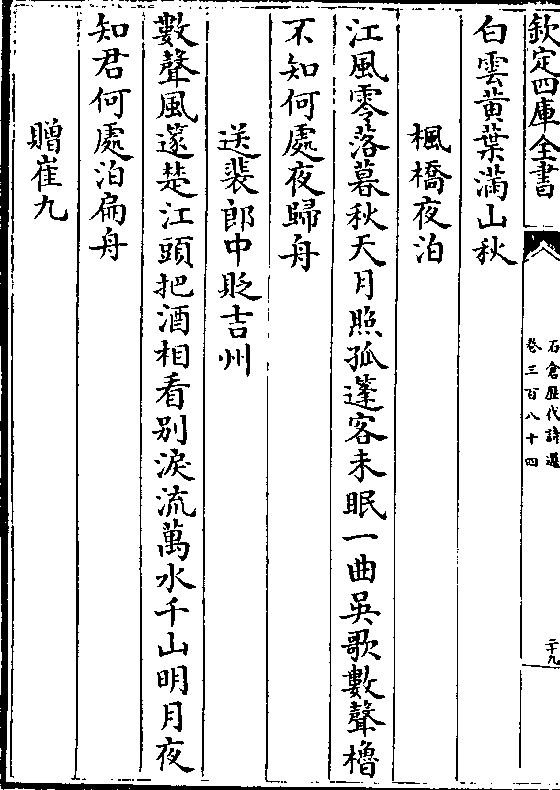 欽定四庫全書
石倉歷代詩選
卷三百八十四
二十九
白雲黃葉滿山秋
楓橋夜泊
江風零落暮秋天月照孤蓬客未眠一曲吳歌數聲櫓
不知何處夜歸舟
送裴郎中貶吉州
數聲風邃楚江頭把酒相看别淚流萬水千山明月夜
知君何處泊扁舟
贈崔九